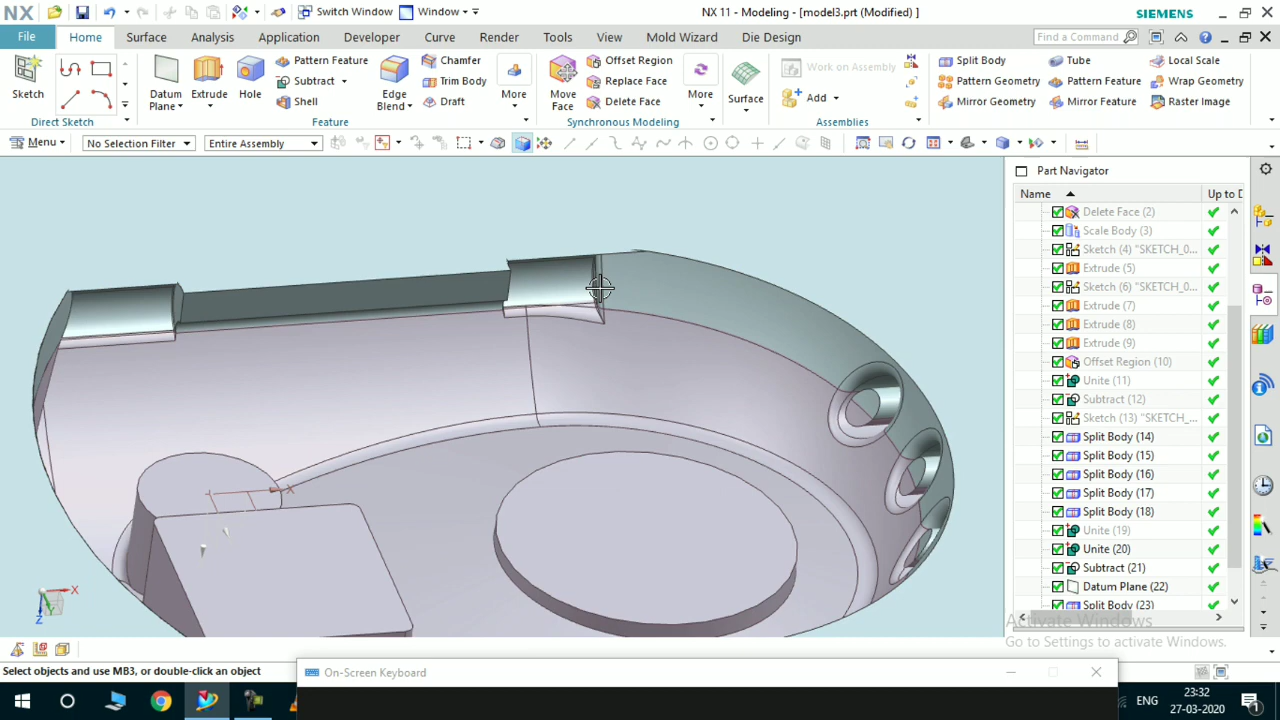 NX
Switch Window
Window
NX 11 - Modeling - [model3.prt (Modified) ]
SIEMENS
File
Home
Surface
Analysis
Application
Developer
Curve
Render
Tools
View
Mold Wizard
Die Design
Find a Command
Sketch
Direct Sketch
Datum Plane
Extrude
Hole
Pattern Feature
Subtract
Shell
Edge Blend
Chamfer
Trim Body
Draft
More
Feature
Move Face
Offset Region
Replace Face
Delete Face
More
Synchronous Modeling
Surface
Work on Assembly
Add
Assemblies
Split Body
Pattern Geometry
Mirror Geometry
Tube
Pattern Feature
Mirror Feature
Local Scale
Wrap Geometry
Raster Image
Menu
No Selection Filter
Entire Assembly
Part Navigator
Name
Up to D
Delete Face (2)
Scale Body (3)
Sketch (4) "SKETCH_0...
Extrude (5)
Sketch (6) "SKETCH_0...
Extrude (7)
Extrude (8)
Extrude (9)
Offset Region (10)
Unite (11)
Subtract (12)
Sketch (13) "SKETCH_...
Split Body (14)
Split Body (15)
Split Body (16)
Split Body (17)
Split Body (18)
Unite (19)
Unite (20)
Subtract (21)
Datum Plane (22)
Split Body (23)
X
X
Y
Z
Activate Windows
Go to Settings to activate Windows.
Select objects and use MB3, or double-click an object
On-Screen Keyboard
ENG
23:32
27-03-2020
1